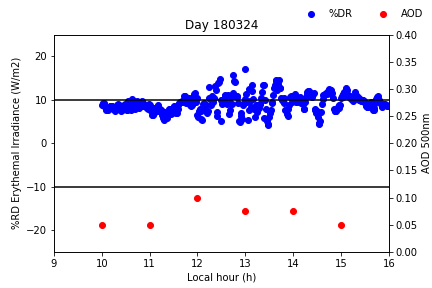 %DR AOD
Day 180324
%RD Erythemal Irradiance (W/m2)
20
10
0
−10
−20
0.40
0.35
0.30
0.25
0.20
0.15
0.10
0.05
0.00
AOD 500nm
9 10 11 12 13 14 15 16
Local hour (h)